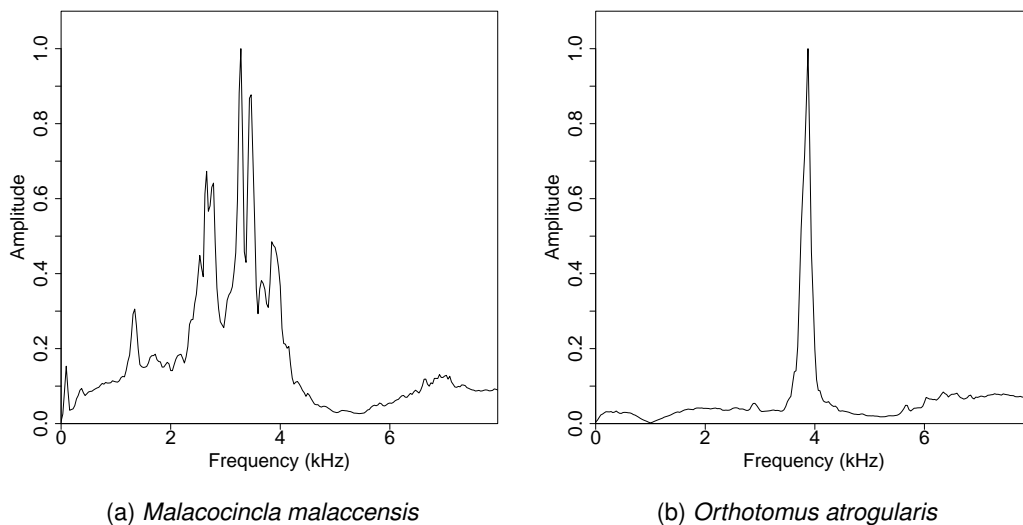 1.0
0.8
0.6
0.4
0.2
0.0
Amplitude
0 2 4 6
Frequency (kHz)
(a) Malacocincla malaccensis
1.0
0.8
0.6
0.4
0.2
0.0
Amplitude
0 2 4 6
Frequency (kHz)
(b) Orthotomus atrogularis